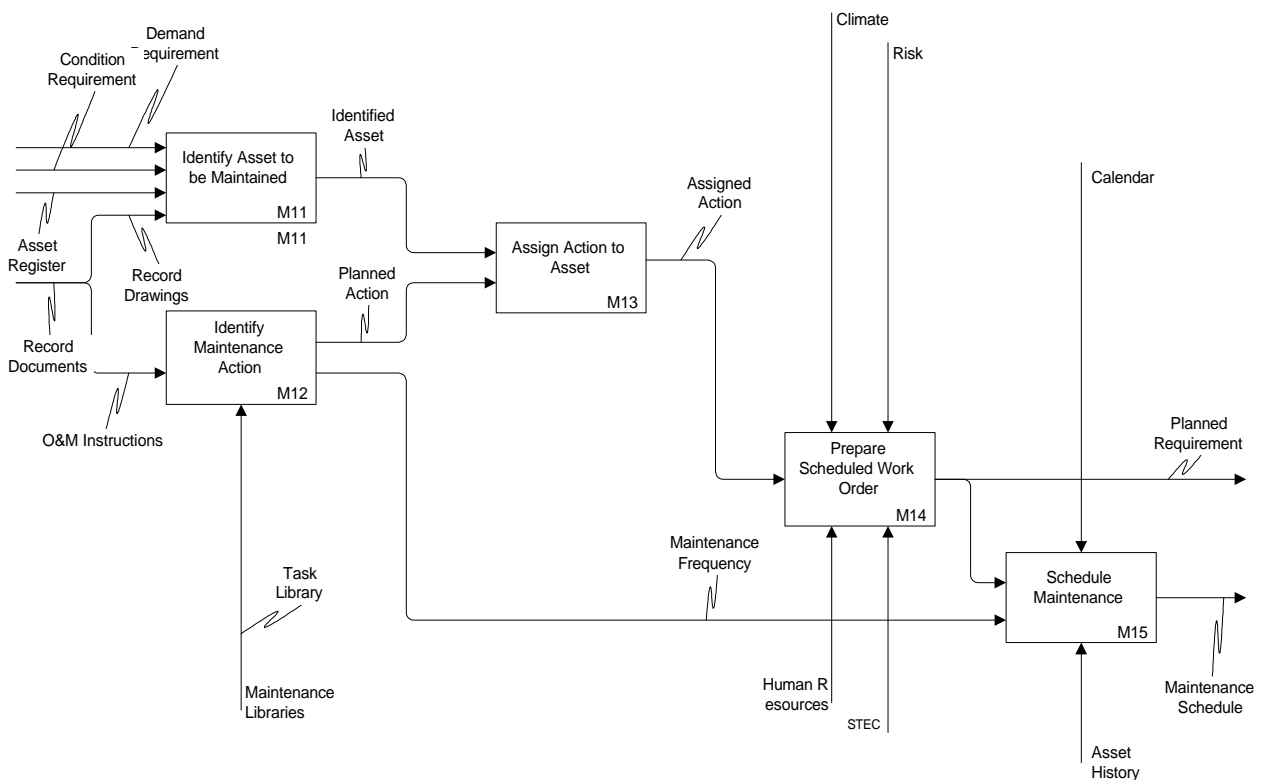 Climate
Risk
Demand
equirement
Condition
Requirement
Identified
Asset
Identify Asset to
be Maintained
M11
M11
Assigned
Action
Calendar
Asset
Register
Record
Drawings
Assign Action to
Asset
M13
Planned
Action
Record
Documents
Identify
Maintenance
Action
M12
O&M Instructions
Prepare
Scheduled Work
Order
M14
Planned
Requirement
Maintenance
Frequency
Task
Library
Schedule
Maintenance
M15
Maintenance
Libraries
Human R
esources
STEC
Maintenance
Schedule
Asset
History